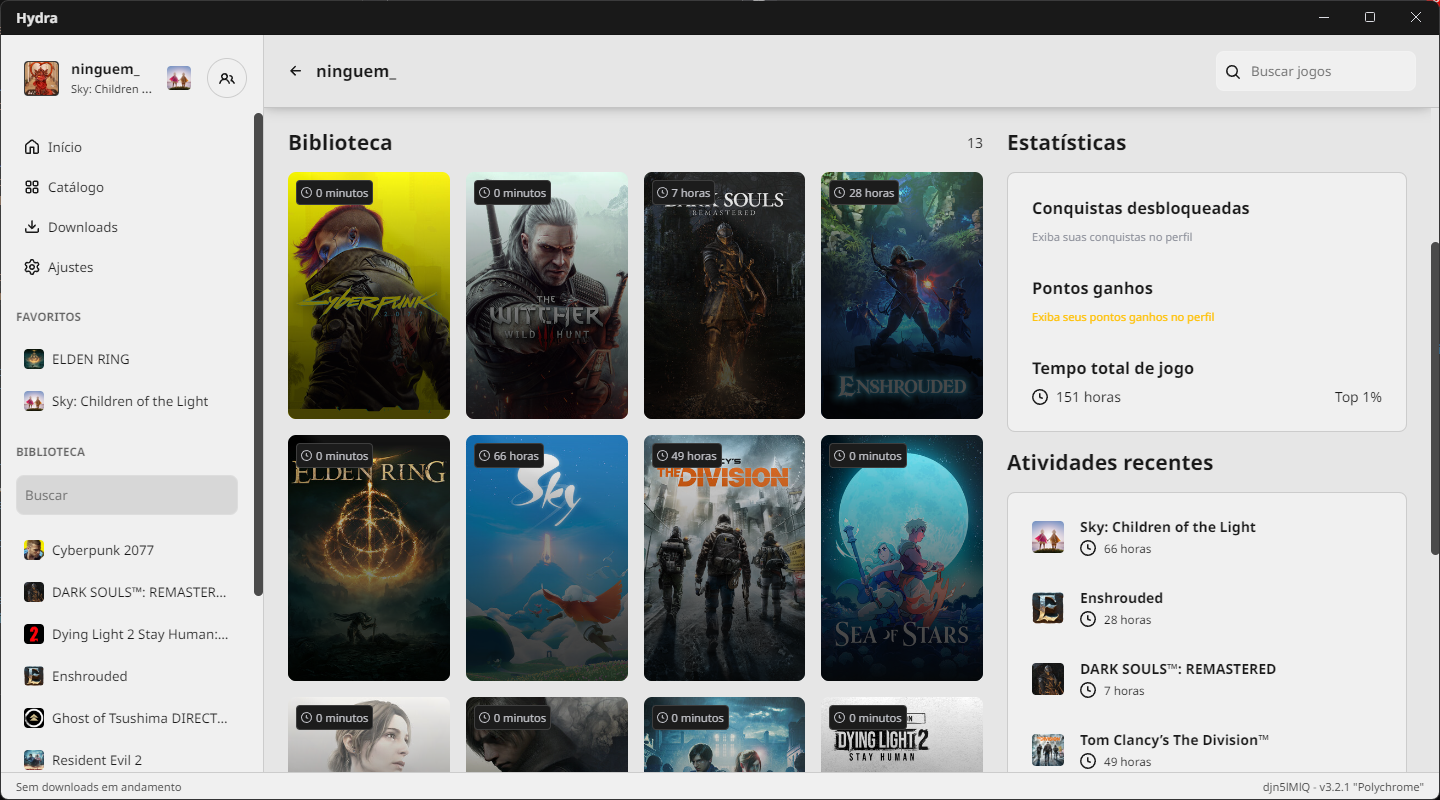 Hydra
ninguem_
Sky: Children ...
Início
Catálogo
Downloads
Ajustes
FAVORITOS
ELDEN RING
Sky: Children of the Light
BIBLIOTECA
Buscar
Cyberpunk 2077
DARK SOULS™: REMASTER...
Dying Light 2 Stay Human:...
Enshrouded
Ghost of Tsushima DIRECT...
Resident Evil 2
ninguem_
Buscar jogos
Biblioteca
13
0 minutos
CYBERPUNK
2077
0 minutos
THE
WITCHER
WILD HUNT
7 horas
DARK SOULS
REMASTERED
28 horas
ENSHROUDED
0 minutos
ELDEN RING
66 horas
Sky
49 horas
THE DIVISION
0 minutos
SEA OF STARS
0 minutos
0 minutos
0 minutos
0 minutos
DYING LIGHT 2
STAY HUMAN
Estatísticas
Conquistas desbloqueadas
Exiba suas conquistas no perfil
Pontos ganhos
Exiba seus pontos ganhos no perfil
Tempo total de jogo
151 horas
Top 1%
Atividades recentes
Sky: Children of the Light
66 horas
Enshrouded
28 horas
DARK SOULS™: REMASTERED
7 horas
Tom Clancy’s The Division™
49 horas
Sem downloads em andamento
djn5lMIQ - v3.2.1 "Polychrome"